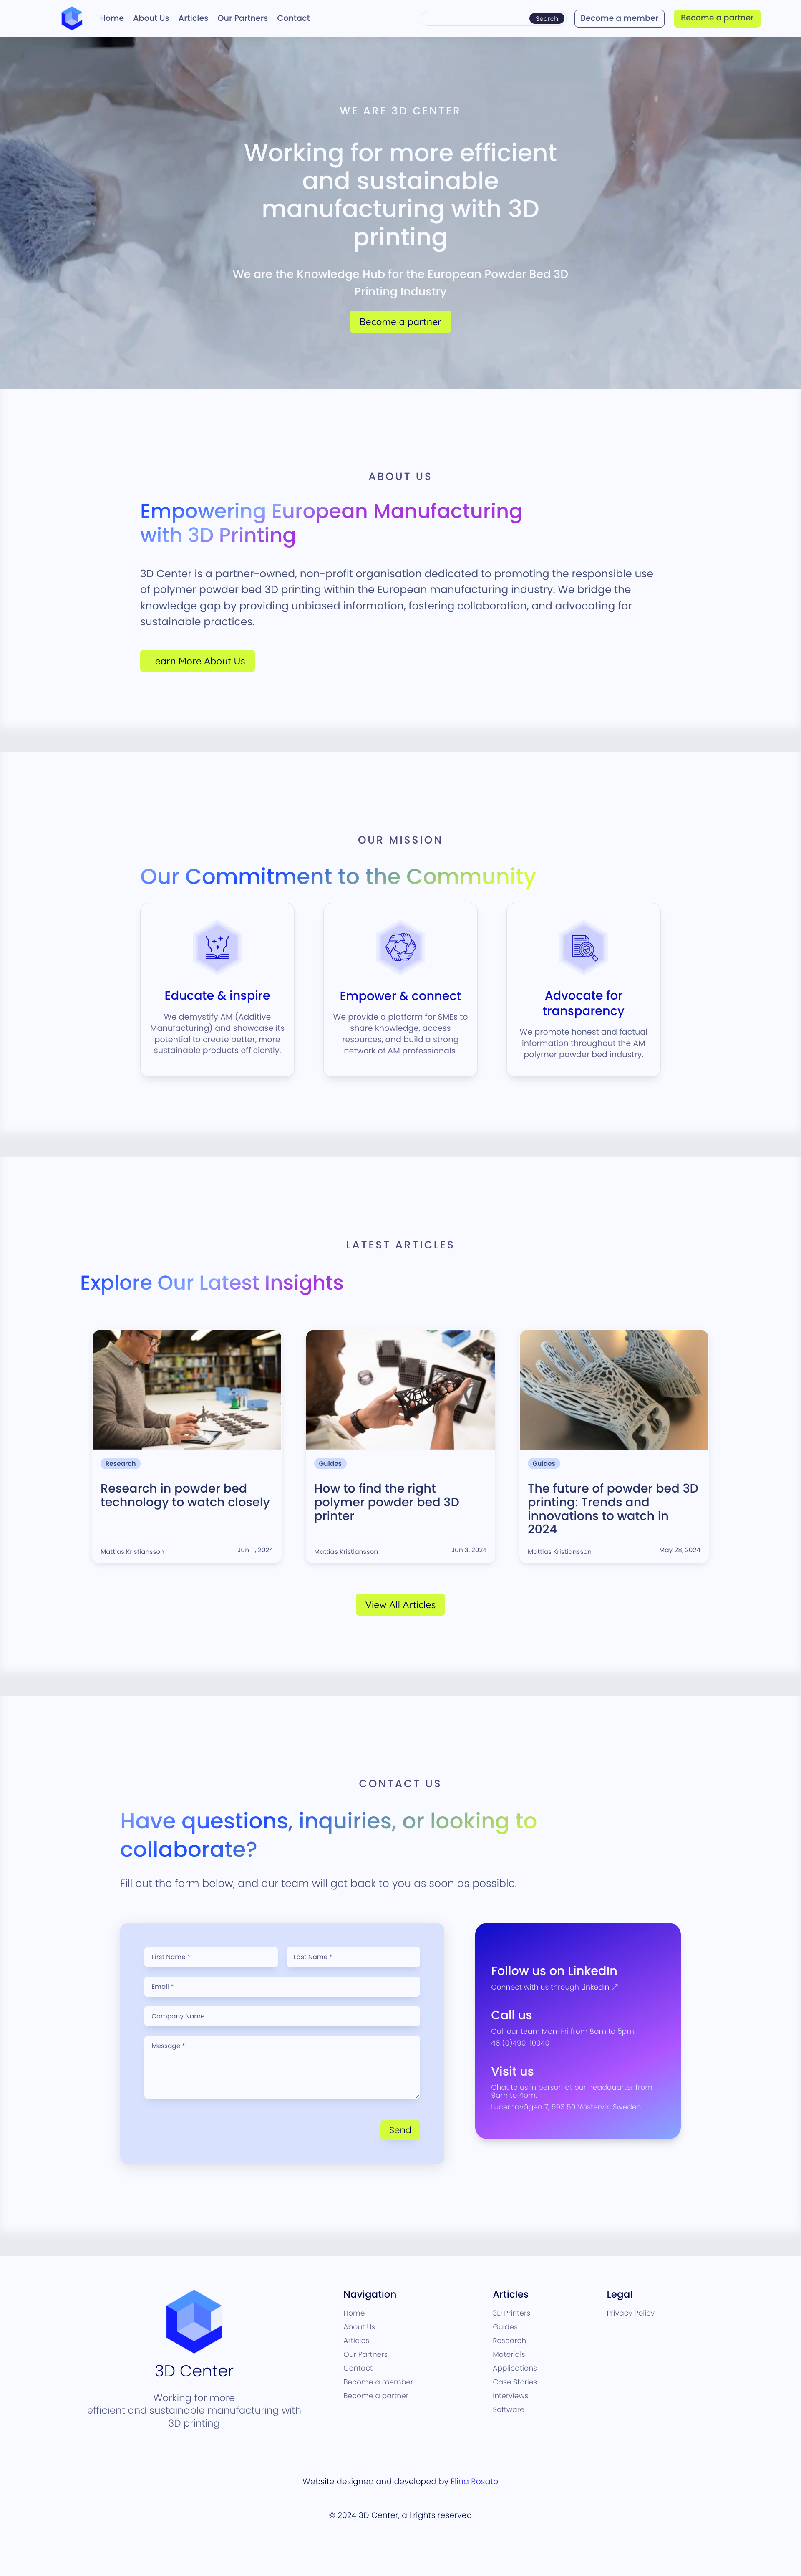 Home About Us Articles Our Partners Contact Search Become a member Become a partner
WE ARE 3D CENTER
Working for more efficient
and sustainable
manufacturing with 3D
printing
We are the Knowledge Hub for the European Powder Bed 3D
Printing Industry
Become a partner
ABOUT US
Empowering European Manufacturing
with 3D Printing
3D Center is a partner-owned, non-profit organisation dedicated to promoting the responsible use
of polymer powder bed 3D printing within the European manufacturing industry. We bridge the
knowledge gap by providing unbiased information, fostering collaboration, and advocating for
sustainable practices.
Learn More About Us
OUR MISSION
Our Commitment to the Community
Educate & inspire
We demystify AM (Additive
Manufacturing) and showcase its
potential to create better, more
sustainable products efficiently.
Empower & connect
We provide a platform for SMEs to
share knowledge, access
resources, and build a strong
network of AM professionals.
Advocate for
transparency
We promote honest and factual
information throughout the AM
polymer powder bed industry.
LATEST ARTICLES
Explore Our Latest Insights
Research
Research in powder bed
technology to watch closely
Mattias Kristiansson Jun 11, 2024
Guides
How to find the right
polymer powder bed 3D
printer
Mattias Kristiansson Jun 3, 2024
Guides
The future of powder bed 3D
printing: Trends and
innovations to watch in
2024
Mattias Kristiansson May 28, 2024
View All Articles
CONTACT US
Have questions, inquiries, or looking to
collaborate?
Fill out the form below, and our team will get back to you as soon as possible.
First Name * Last Name *
Email *
Company Name
Message *
Send
Follow us on LinkedIn
Connect with us through LinkedIn ↗
Call us
Call our team Mon-Fri from 8am to 5pm.
46 (0)490-10040
Visit us
Chat to us in person at our headquarter from
9am to 4pm.
Lucernavägen 7, 593 50 Västervik, Sweden
3D Center
Working for more
efficient and sustainable manufacturing with
3D printing
Navigation
Home
About Us
Articles
Our Partners
Contact
Become a member
Become a partner
Articles
3D Printers
Guides
Research
Materials
Applications
Case Stories
Interviews
Software
Legal
Privacy Policy
Website designed and developed by Elina Rosato
© 2024 3D Center, all rights reserved